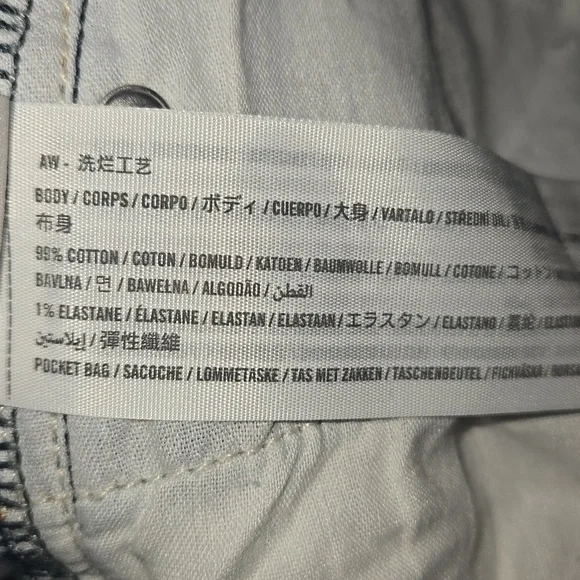 AW - 洗烂工艺
BODY / CORPS / CORPO / ボディ / CUERPO / 大身 / VARTALO / STŘEDNÍ DÍL /
布身
99% COTTON / COTON / BOMULD / KATOEN / BAUMWOLLE / BOMULL / COTONE / コットン
BAVLNA / 면 / BAWEŁNA / ALGODÃO / القطن
1% ELASTANE / ÉLASTANE / ELASTAN / ELASTAAN / エラスタン / ELASTANO /
إيلاستين / 彈性纖維
POCKET BAG / SACOCHE / LOMMETASKE / TAS MET ZAKKEN / TASCHENBEUTEL / FICKVÄSKA /